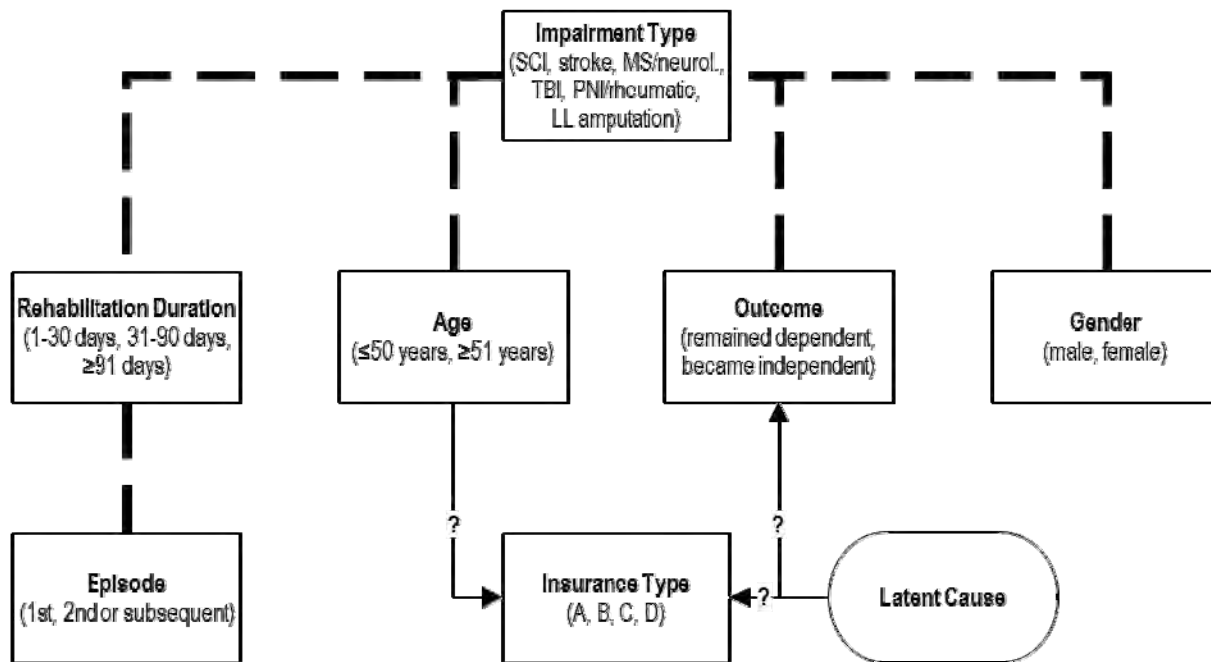 Impairment Type
(SCI, stroke, MS/neurol.,
TBI, PNI/rheumatic,
LL amputation)
Rehabilitation Duration
(1-30 days, 31-90 days,
≥91 days)
Age
(≤50 years, ≥51 years)
Outcome
(remained dependent,
became independent)
Gender
(male, female)
?
?
Episode
(1st, 2nd or subsequent)
Insurance Type
(A, B, C, D)
?
Latent Cause